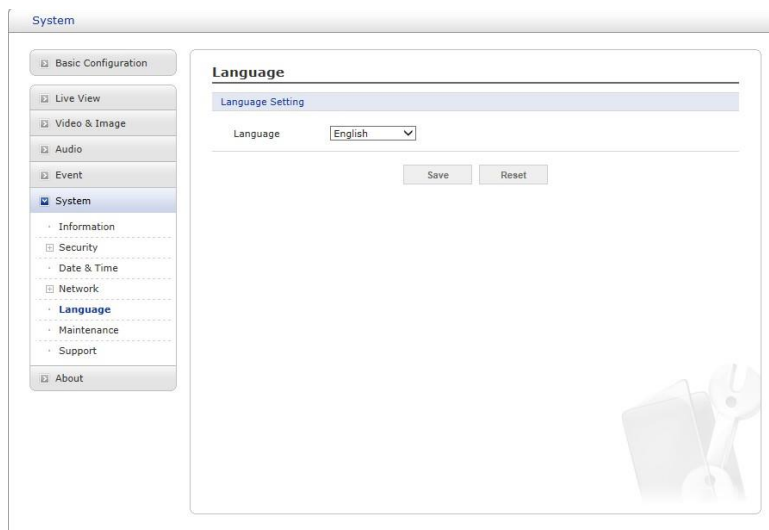 System
Basic Configuration
Live View
Video & Image
Audio
Event
System
Information
Security
Date & Time
Network
Language
Maintenance
Support
About
Language
Language Setting
Language English
Save Reset